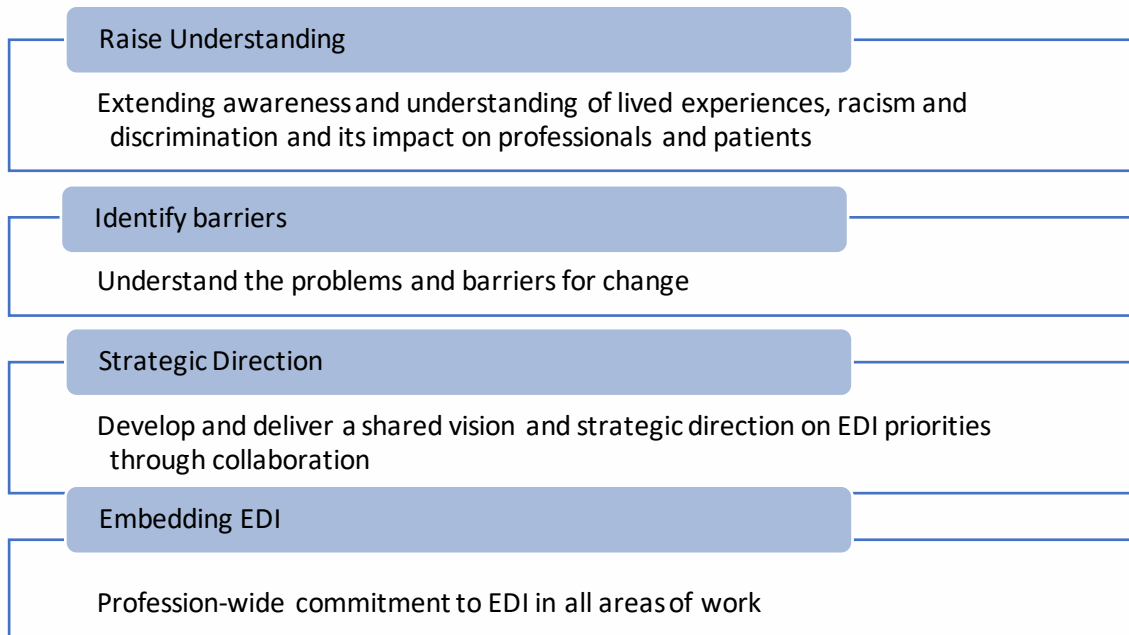 Raise Understanding
Extending awareness and understanding of lived experiences, racism and
discrimination and its impact on professionals and patients
Identify barriers
Understand the problems and barriers for change
Strategic Direction
Develop and deliver a shared vision and strategic direction on EDI priorities
through collaboration
Embedding EDI
Profession-wide commitment to EDI in all areas of work